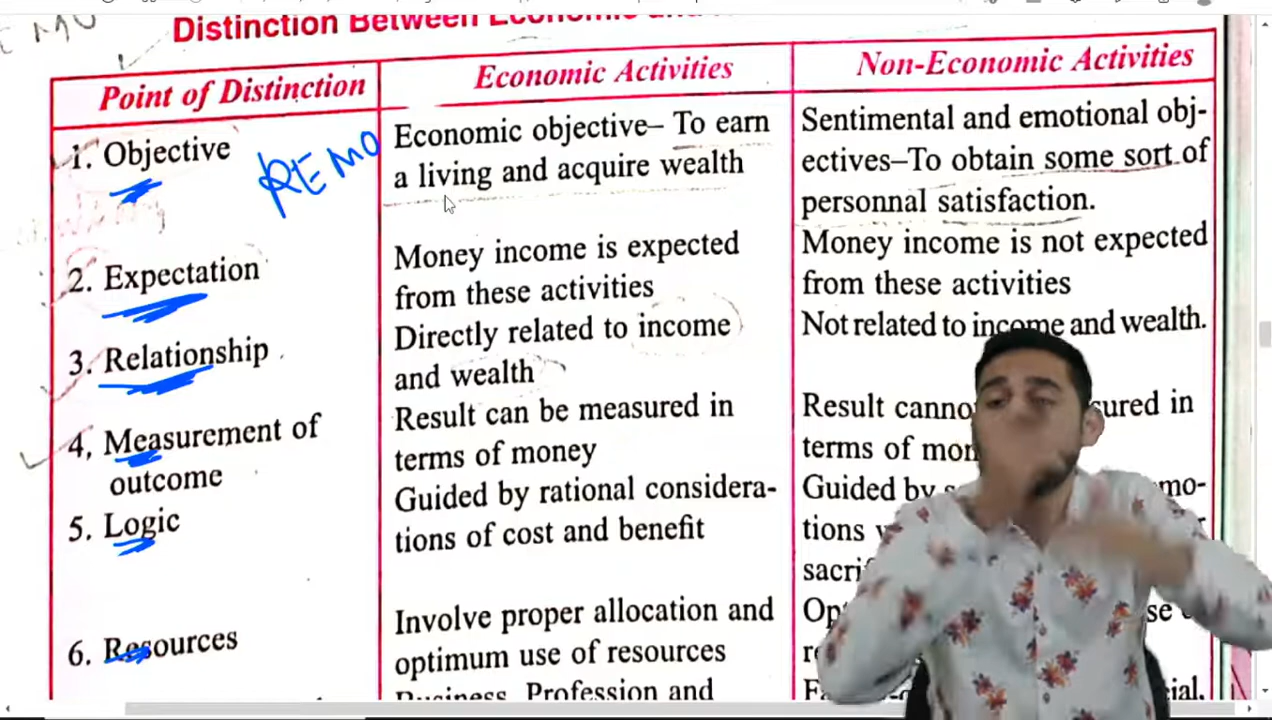 Distinction Between Economic and
Point of Distinction
Economic Activities
Non-Economic Activities
1. Objective
REMO
Economic objective– To earn
a living and acquire wealth
Sentimental and emotional obj-
ectives–To obtain some sort of
personnal satisfaction.
2. Expectation
Money income is expected
from these activities
Money income is not expected
from these activities
3. Relationship
Directly related to income
and wealth
Not related to income and wealth.
4, Measurement of
outcome
Result can be measured in
terms of money
Result in
terms of
5. Logic
Guided by rational considera-
tions of cost and benefit
Guided by
tions
6. Resources
Involve proper allocation and
optimum use of resources
Business, Profession and